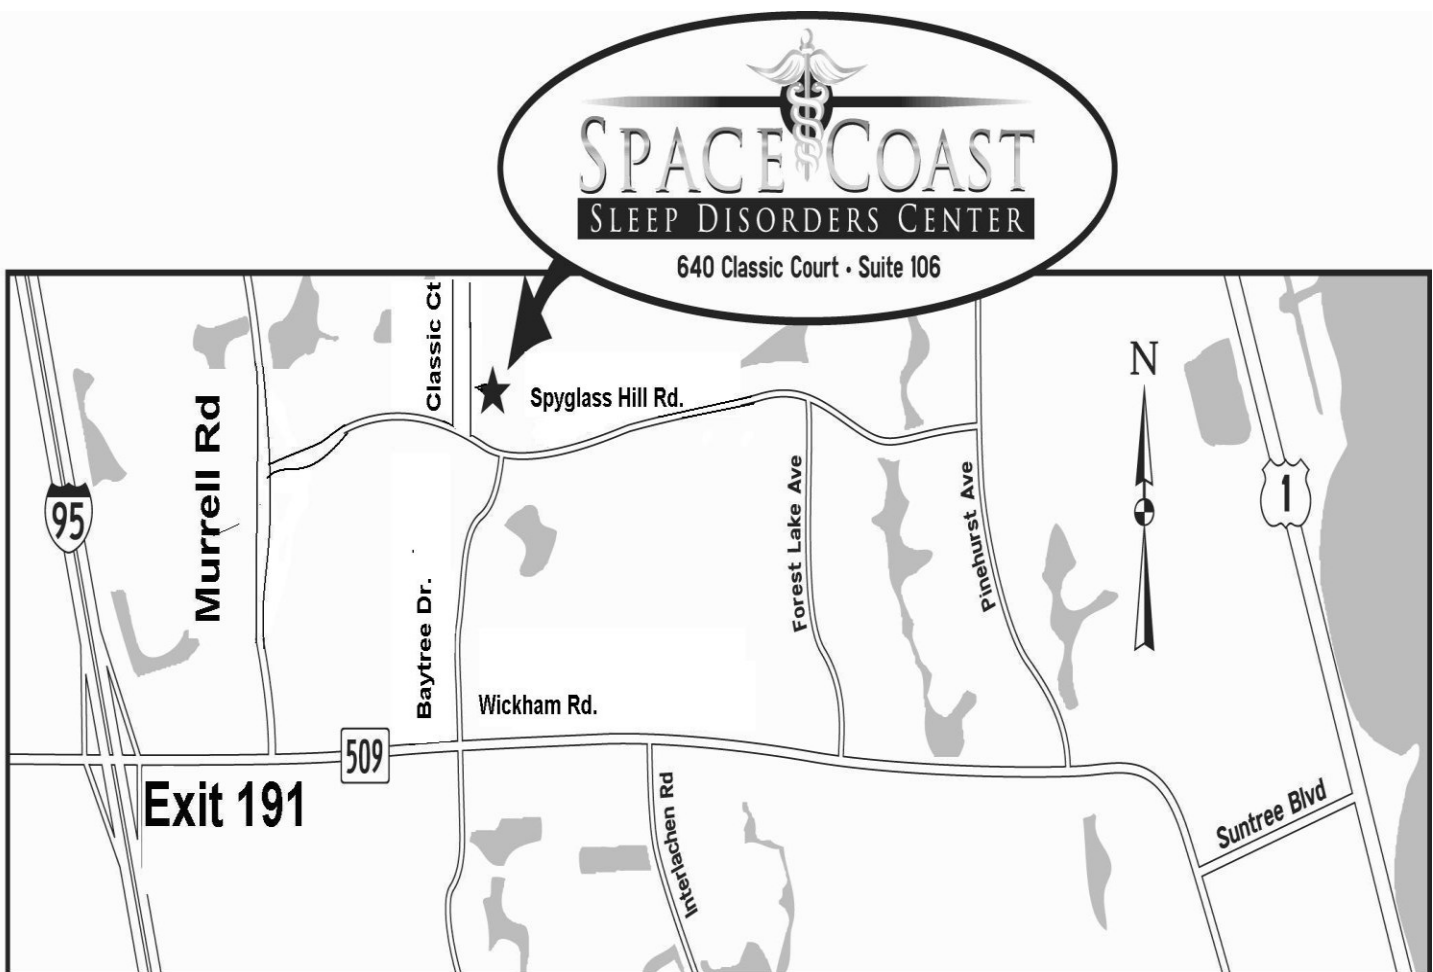 SPACE COAST
SLEEP DISORDERS CENTER
640 Classic Court • Suite 106
Classic Ct
N
Spyglass Hill Rd.
Murrell Rd
95
1
Forest Lake Ave
Pinehurst Ave
Baytree Dr.
Wickham Rd.
509
Exit 191
Interlachen Rd
Suntree Blvd